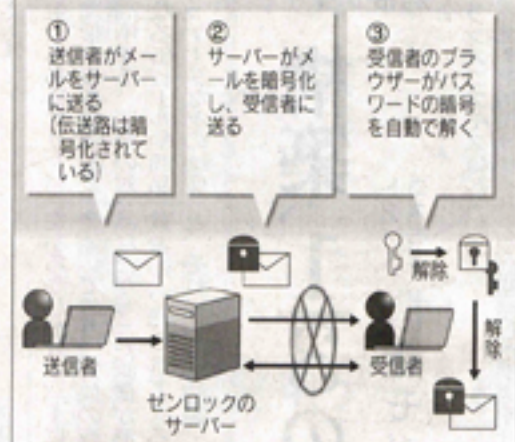 ①
送信者がメー
ルをサーバー
に送る
(伝送路は暗
号化されて
いる)
②
サーバーがメ
ールを暗号化
し、受信者に
送る
③
受信者のブラ
ウザーがパス
ワードの暗号
を自動で解く
解除
送信者
受信者
解除
ゼンロックの
サーバー